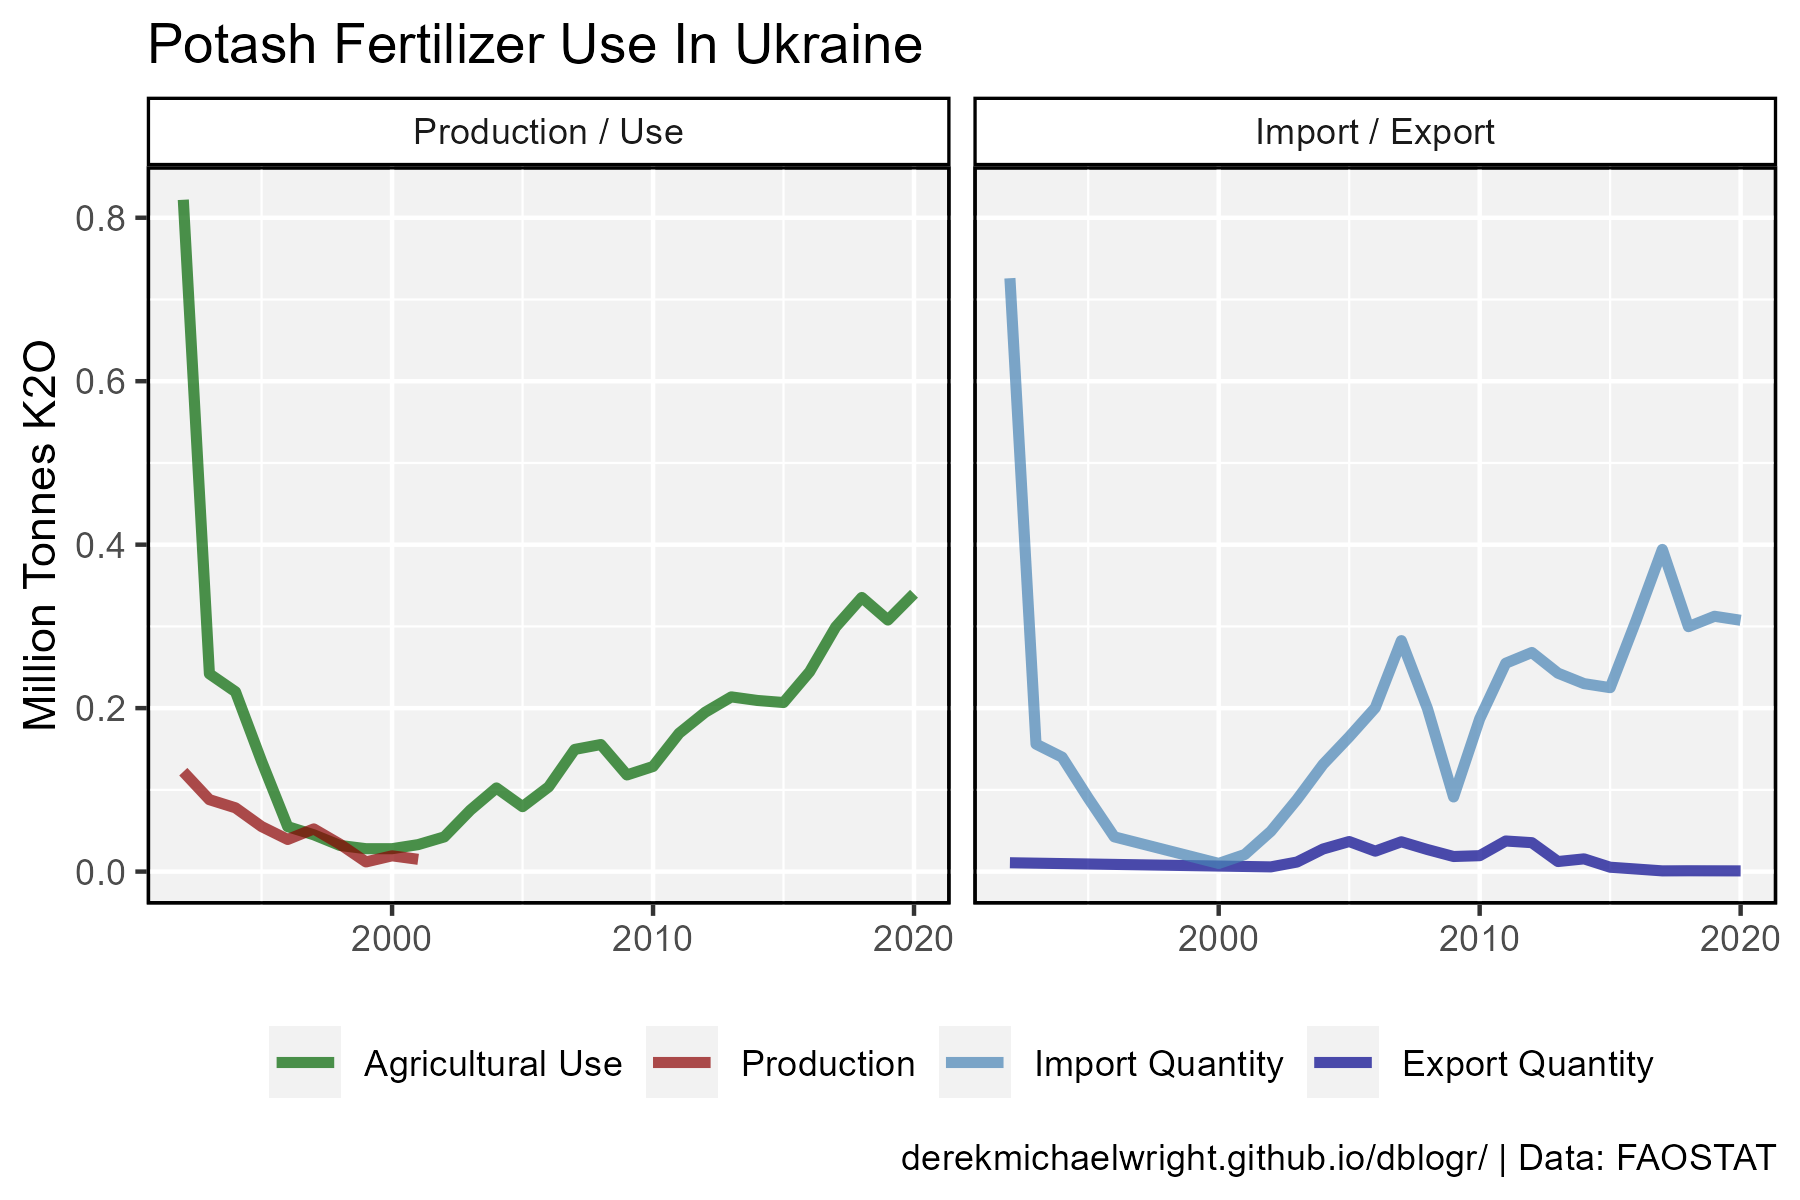 Potash Fertilizer Use In Ukraine
Production / Use
Import / Export
Million Tonnes K2O
0.8
0.6
0.4
0.2
0.0
2000
2010
2020
2000
2010
2020
Agricultural Use
Production
Import Quantity
Export Quantity
derekmichaelwright.github.io/dblogr/ | Data: FAOSTAT